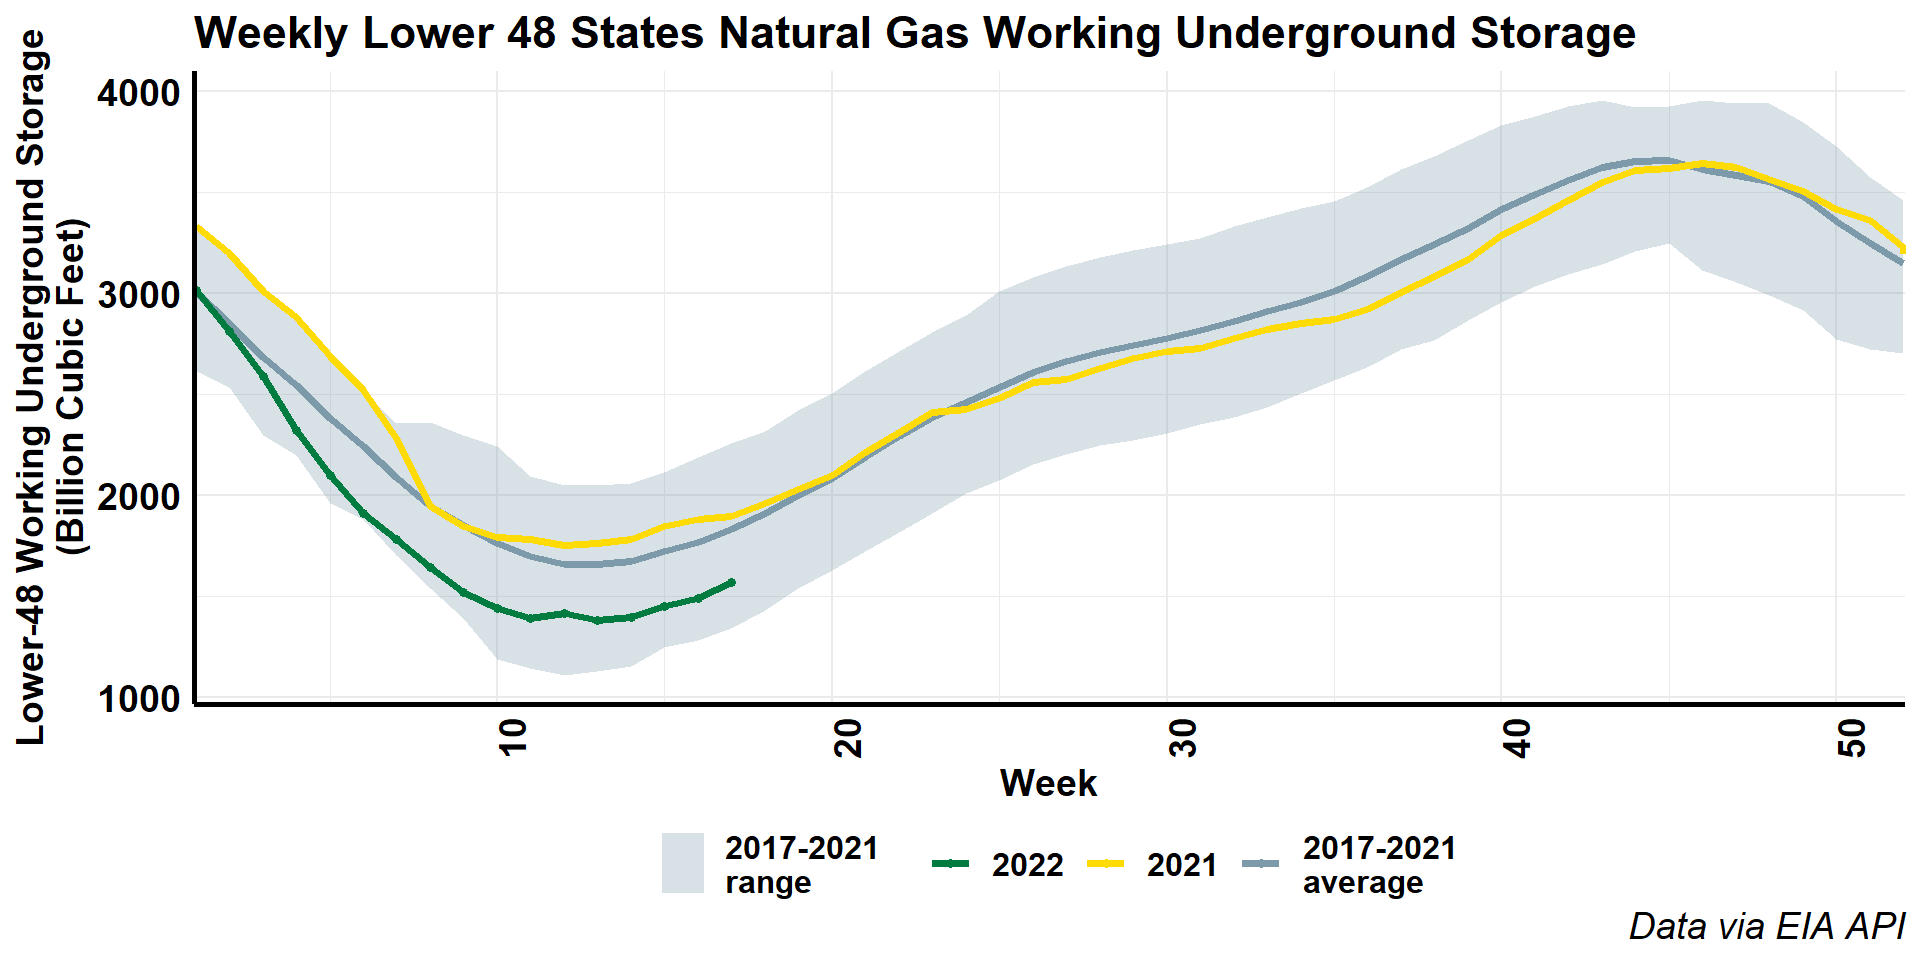 Weekly Lower 48 States Natural Gas Working Underground Storage
Lower-48 Working Underground Storage
(Billion Cubic Feet)
4000
3000
2000
1000
10
20
30
40
50
Week
2017-2021
range
2022
2021
2017-2021
average
Data via EIA API